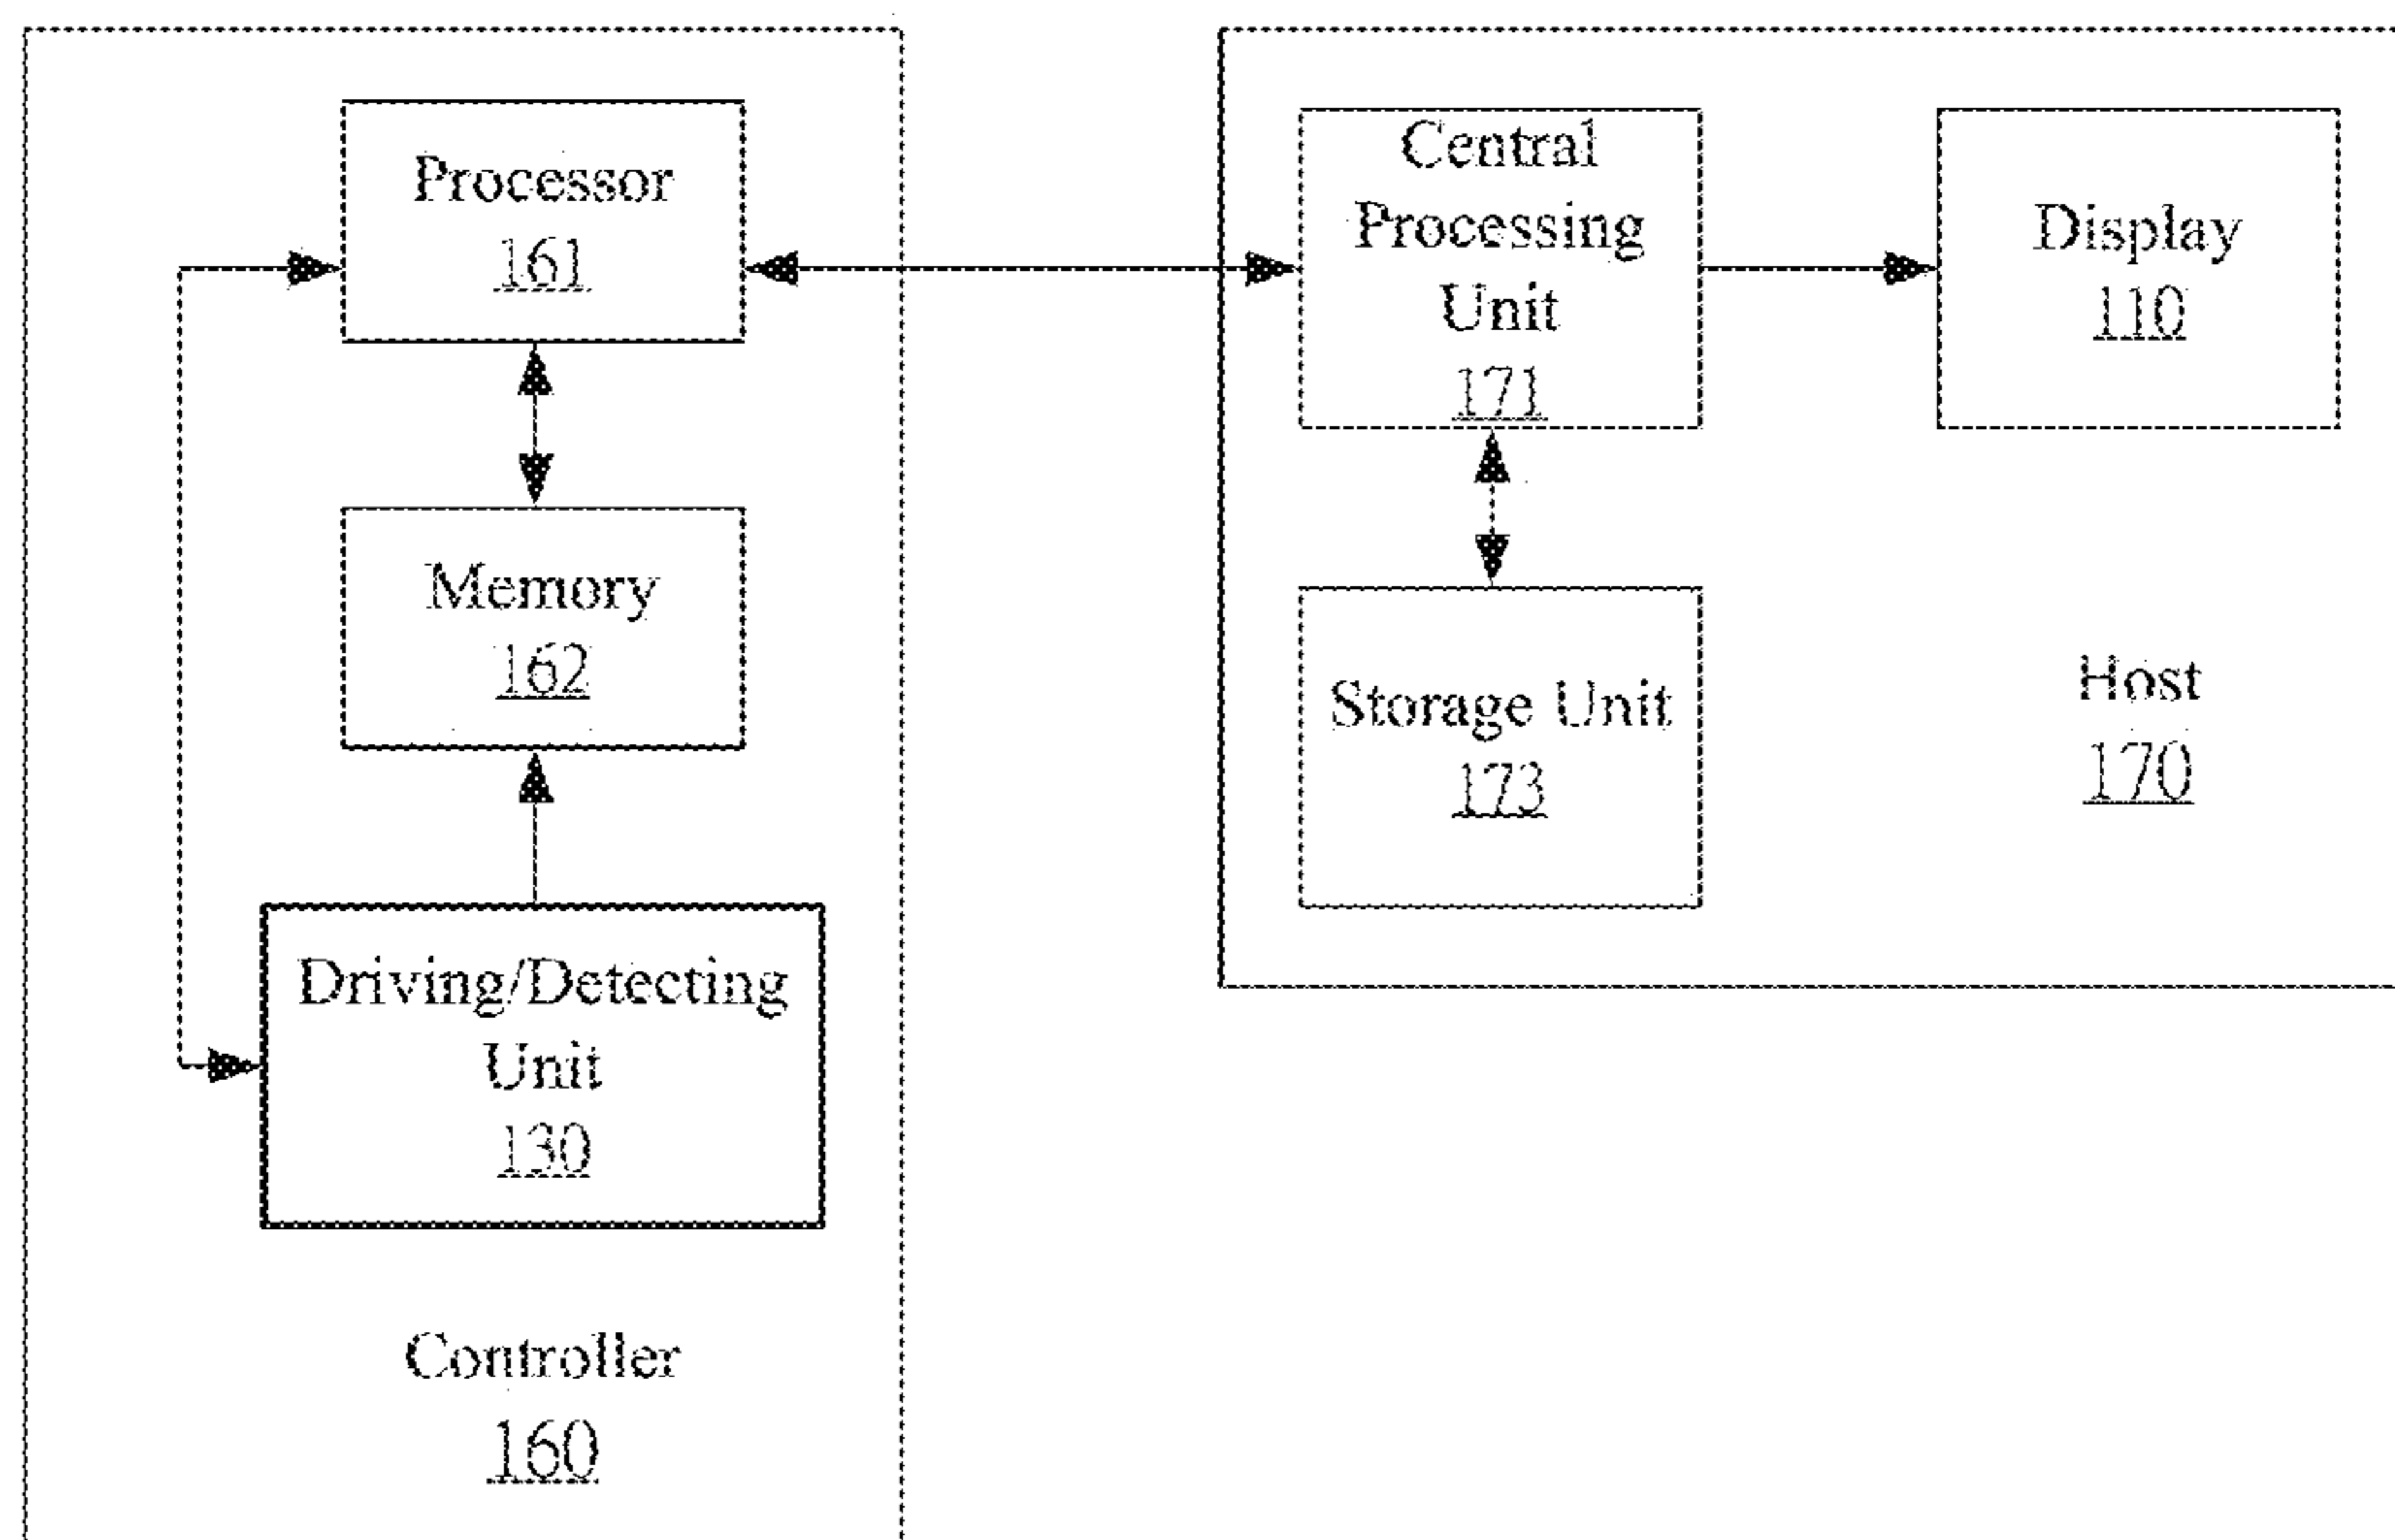 Processor
161
Memory
162
Driving/Detecting
Unit
130
Controller
160
Central
Processing
Unit
171
Display
110
Storage Unit
173
Host
170